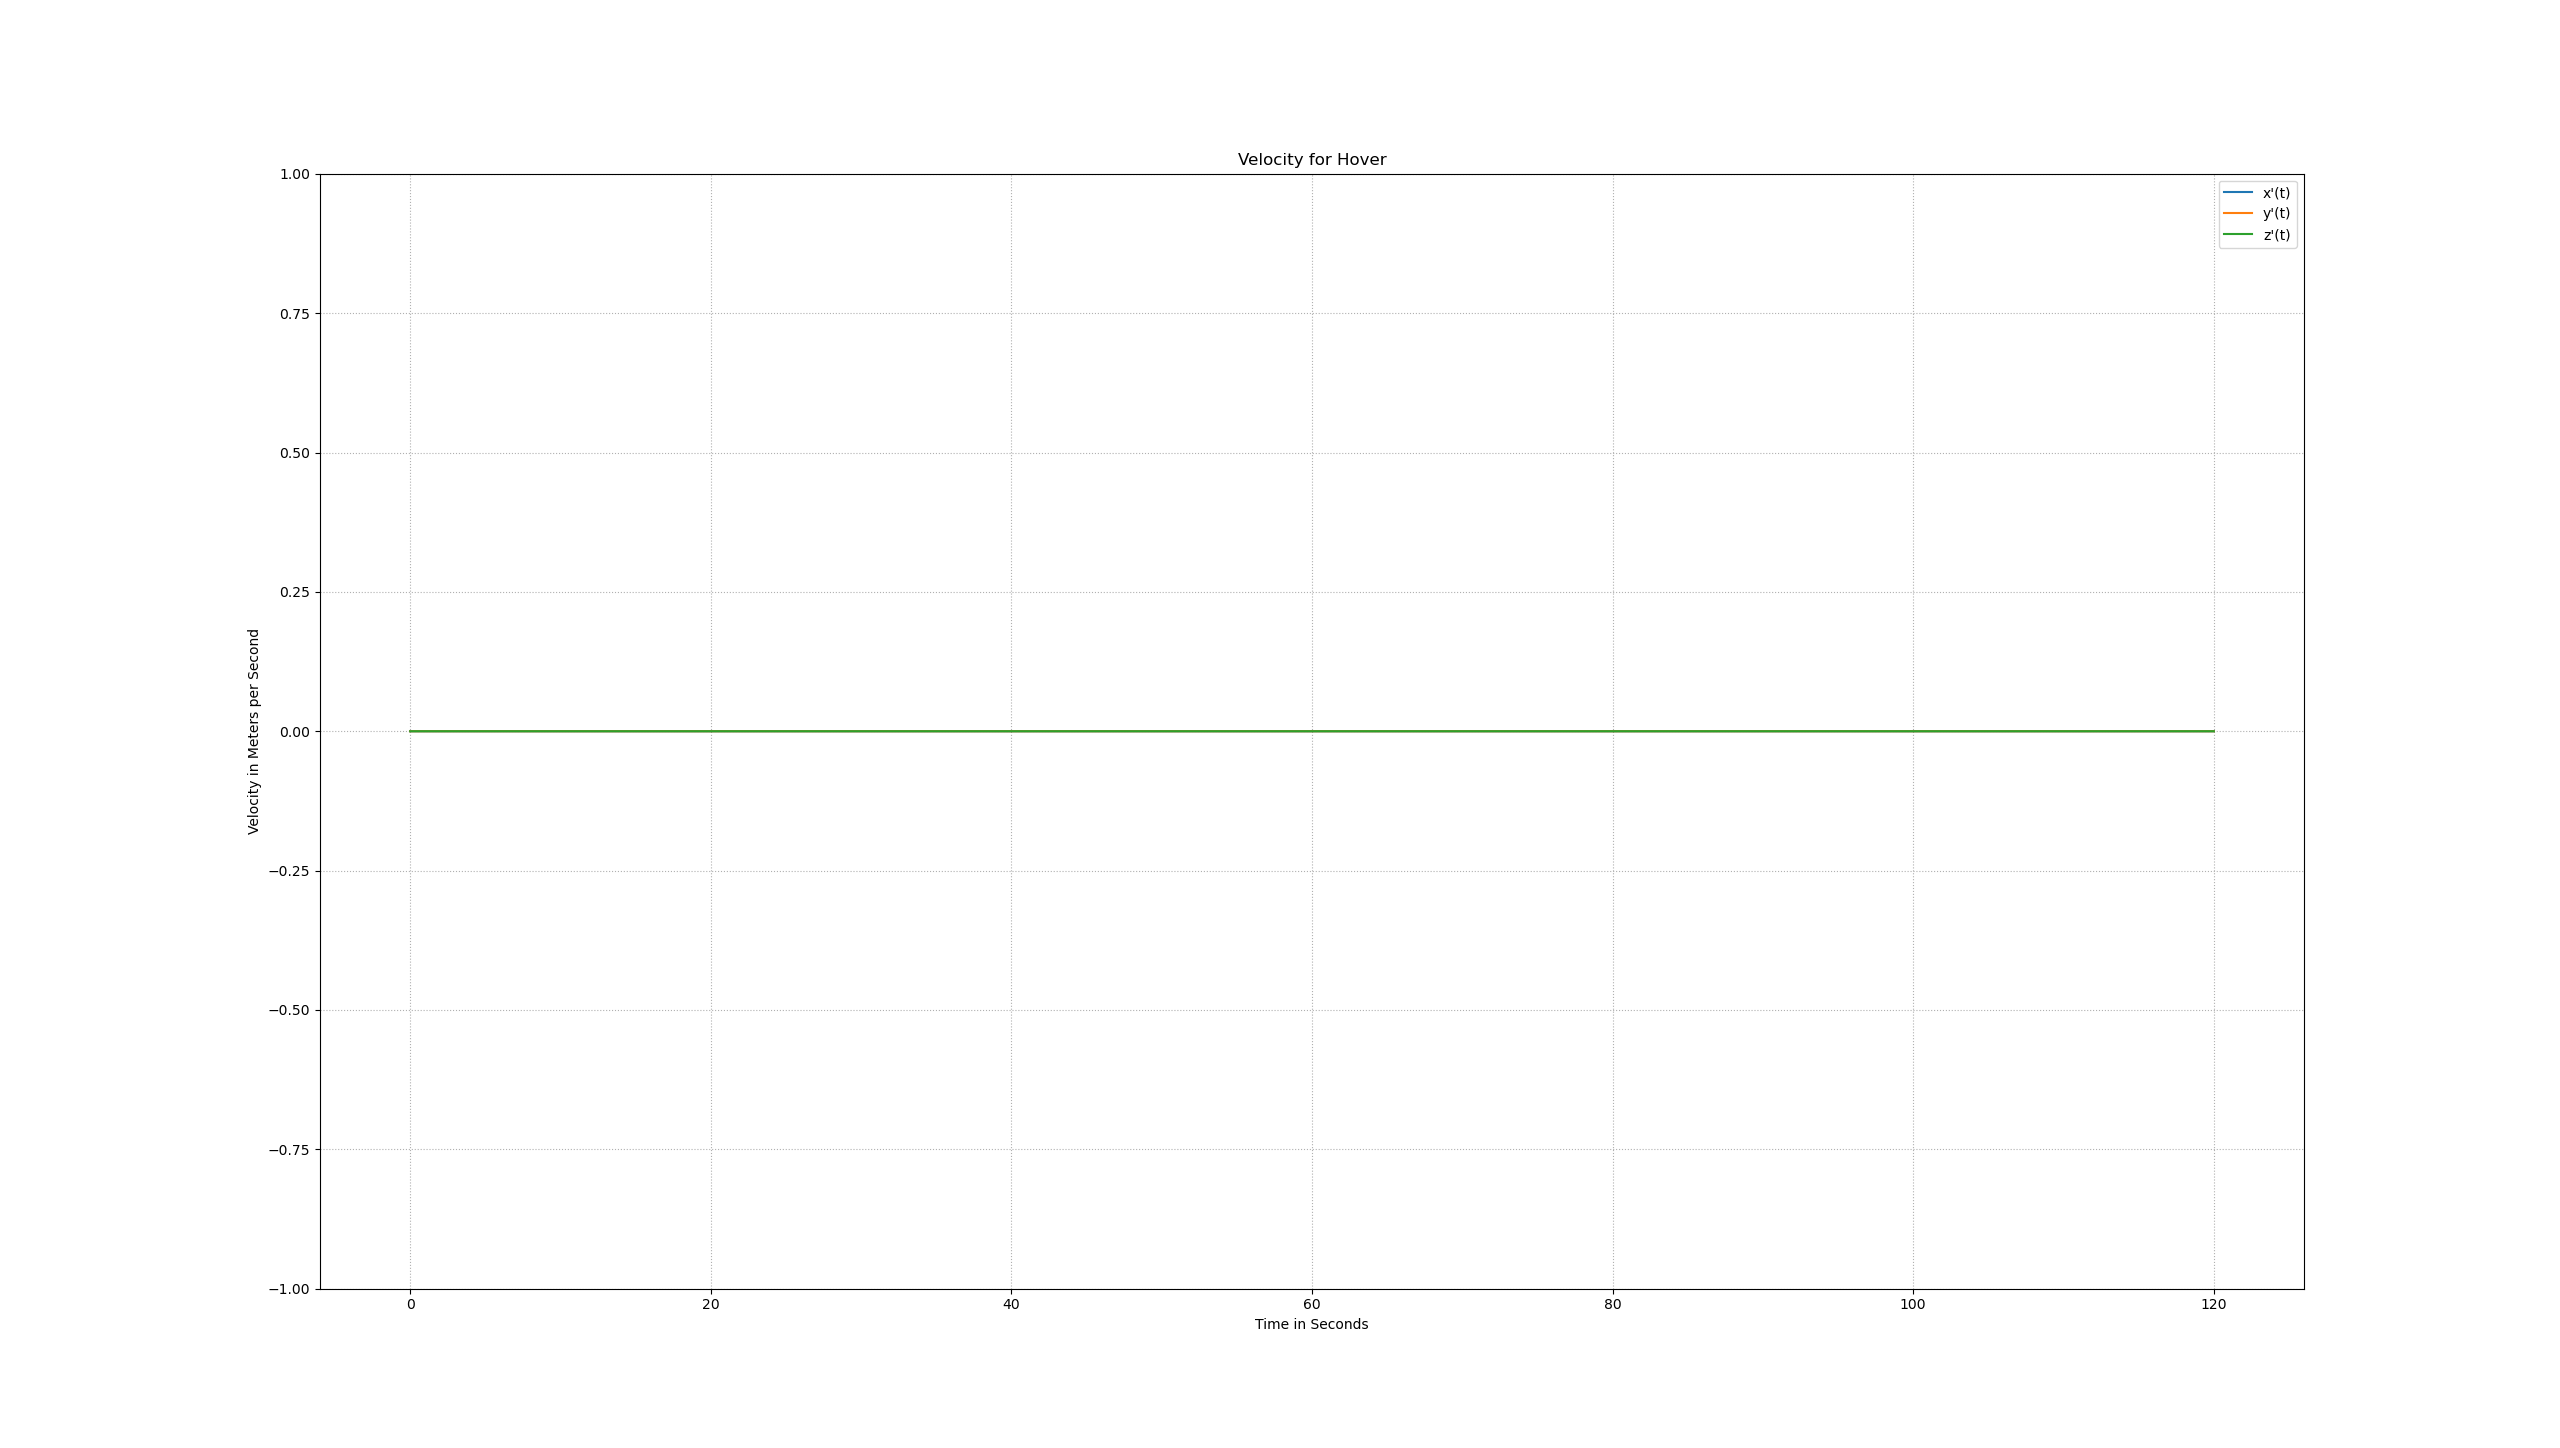 Velocity for Hover
1.00
0.75
0.50
0.25
0.00
−0.25
−0.50
−0.75
−1.00
Velocity in Meters per Second
x'(t)
y'(t)
z'(t)
0 20 40 60 80 100 120
Time in Seconds